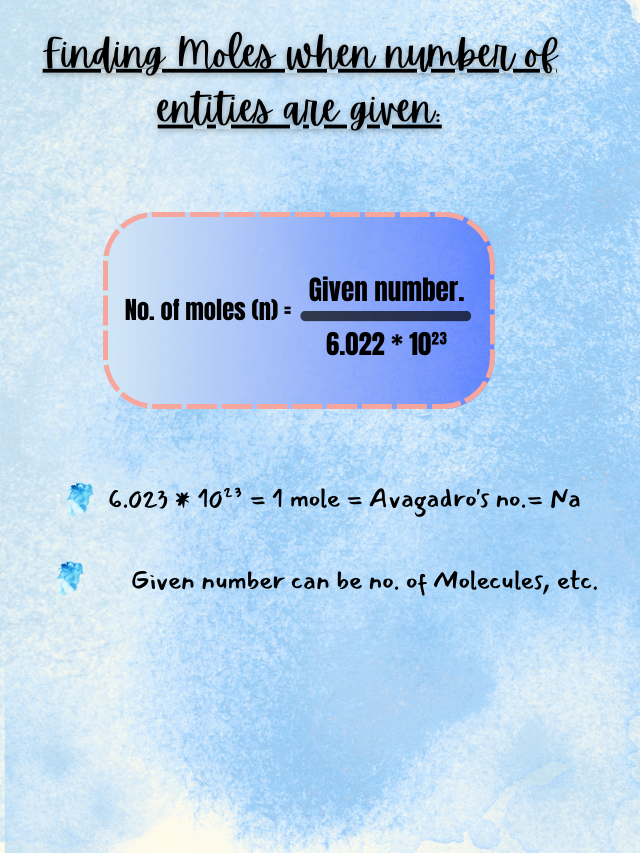 Finding Moles when number of
entities are given:
No. of moles (n) = Given number.
6.022 * 10²³
6.023 * 10²³ = 1 mole = Avagadro's no.= Na
Given number can be no. of Molecules, etc.